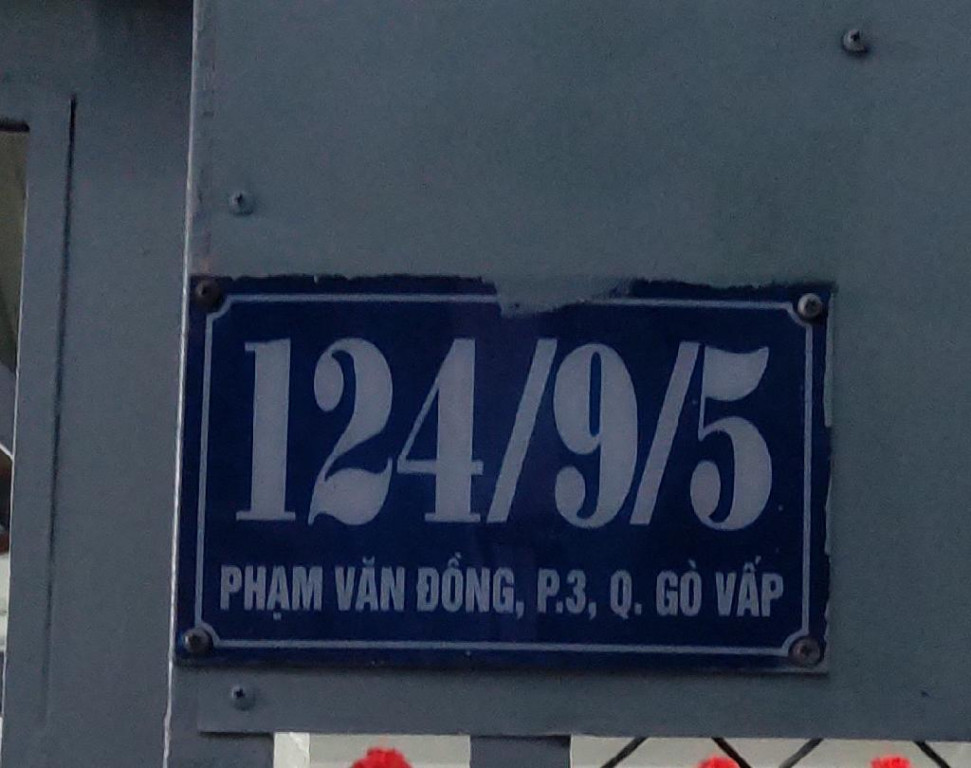 124/9/5
PHẠM VĂN ĐỒNG, P.3, Q. GÒ VẤP